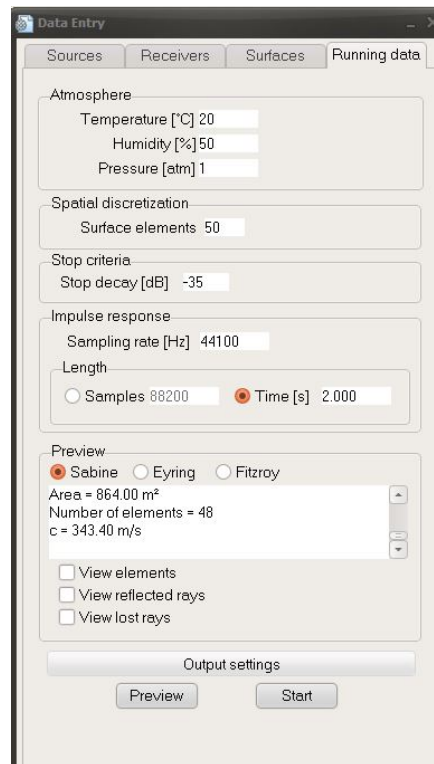 Data Entry
Sources Receivers Surfaces Running data
Atmosphere
Temperature [°C] 20
Humidity [%] 50
Pressure [atm] 1
Spatial discretization
Surface elements 50
Stop criteria
Stop decay [dB] -35
Impulse response
Sampling rate [Hz] 44100
Length
Samples 88200 Time [s] 2.000
Preview
Sabine Eyring Fitzroy
Area = 864.00 m²
Number of elements = 48
c = 343.40 m/s
View elements
View reflected rays
View lost rays
Output settings
Preview Start